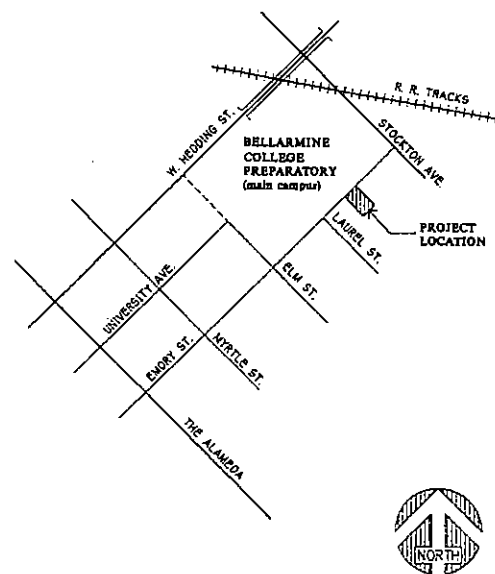 R. R. TRACKS
W. HEDDING ST.
STOCKTON AVE.
BELLARMINE
COLLEGE
PREPARATORY
(main campus)
PROJECT
LOCATION
LAUREL ST.
ELM ST.
UNIVERSITY AVE.
MYRTLE ST.
EMORY ST.
THE ALAMEDA
NORTH